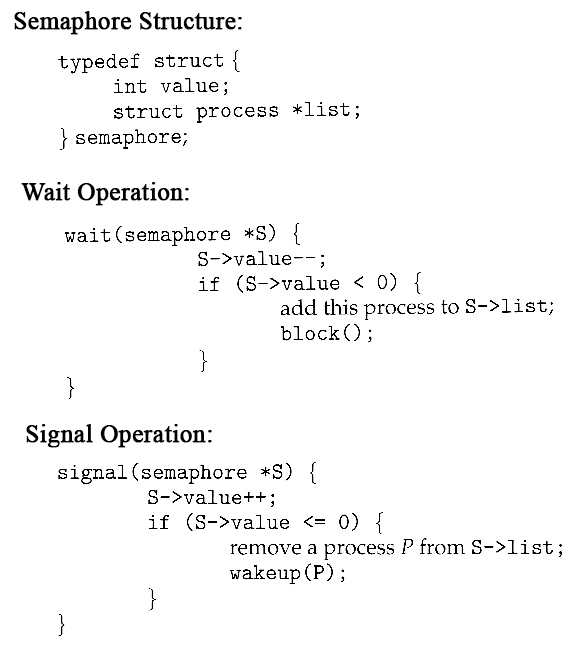 Semaphore Structure:
typedef struct {
int value;
struct process *list;
} semaphore;
Wait Operation:
wait(semaphore *S) {
S->value--;
if (S->value < 0) {
add this process to S->list;
block();
}
}
Signal Operation:
signal(semaphore *S) {
S->value++;
if (S->value <= 0) {
remove a process P from S->list;
wakeup(P);
}
}